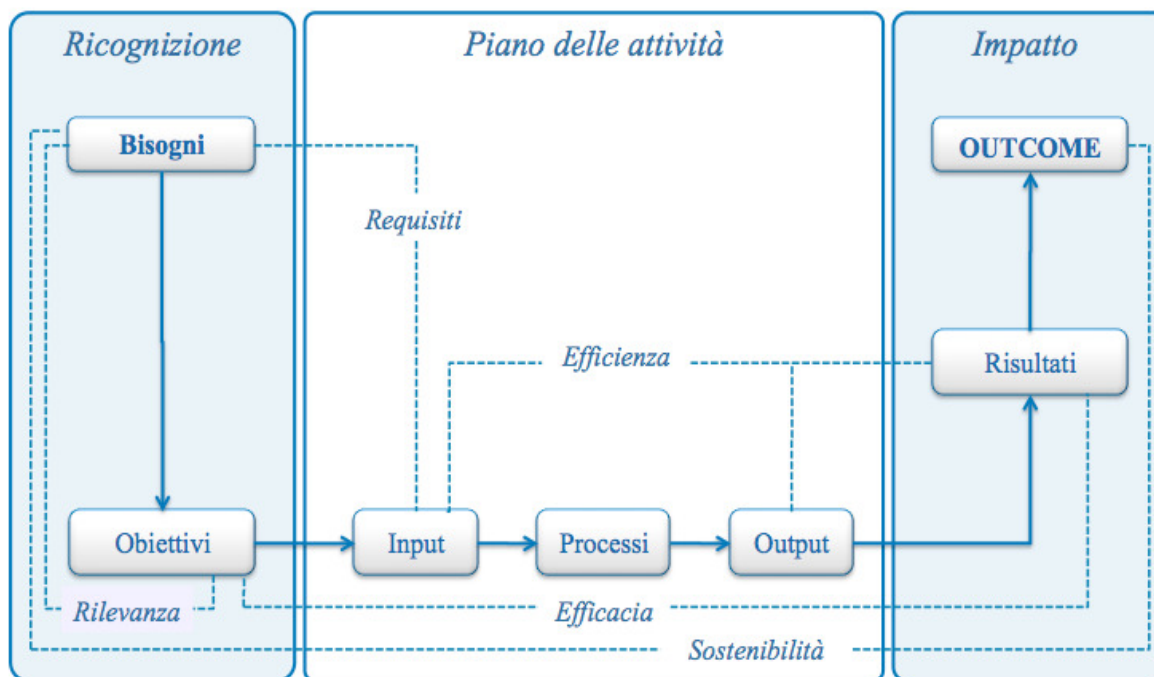 Ricognizione
Piano delle attività
Impatto
Bisogni
OUTCOME
Requisiti
Efficienza
Risultati
Obiettivi
Input
Processi
Output
Rilevanza
Efficacia
Sostenibilità